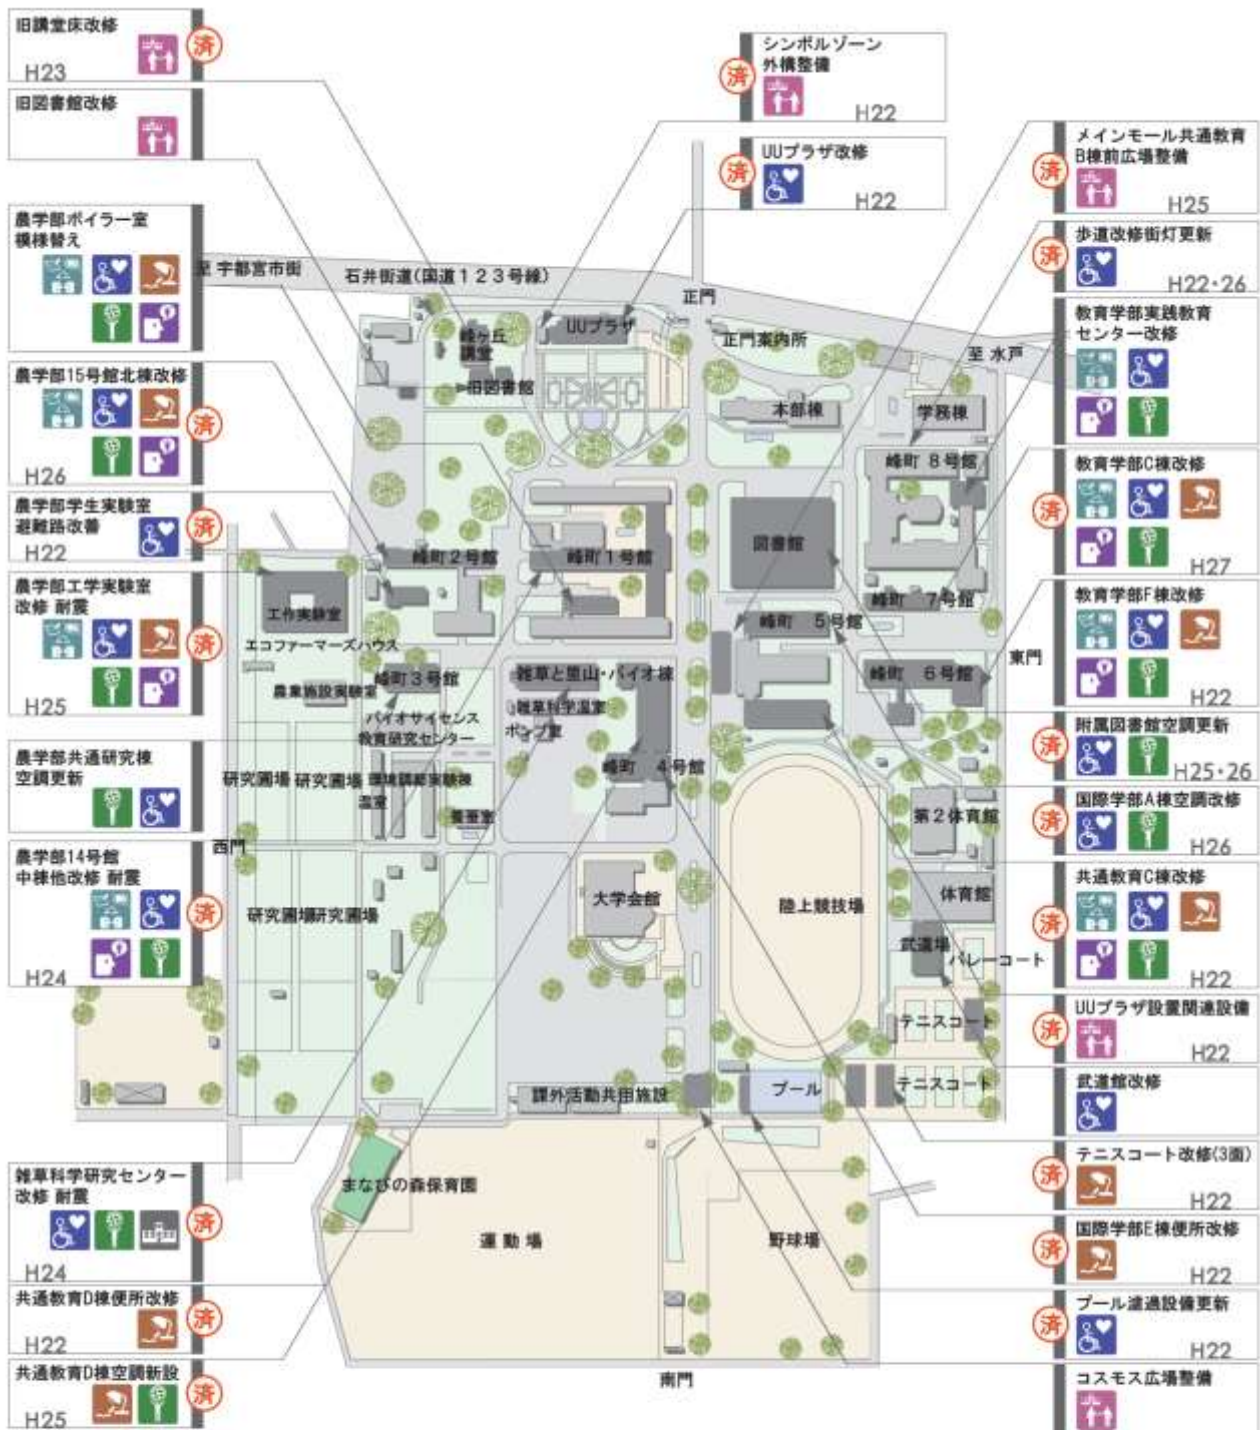 旧講堂床改修
済
H23
旧図書館改修
農学部ボイラー室
模様替え
農学部15号館北棟改修
済
H26
農学部学生実験室
避難路改善
済
H22
農学部工学実験室
改修 耐震
済
H25
農学部共通研究棟
空調更新
農学部14号館
中棟他改修 耐震
済
H24
雑草科学研究センター
改修 耐震
済
H24
共通教育D棟便所改修
済
H22
共通教育D棟空調新設
済
H25
シンボルゾーン
外構整備
済
H22
UUプラザ改修
済
H22
至 宇都宮市街
石井街道(国道123号線)
正門
至 水戸
峰ヶ丘
講堂
UUプラザ
正門案内所
旧図書館
本部棟
学務棟
峰町 8号館
峰町2号館
峰町1号館
図書館
工作実験室
峰町 7号館
峰町 5号館
エコファーマーズハウス
東門
農業施設実験室
峰町3号館
雑草と里山・バイオ棟
峰町 6号館
バイオサイセンス
教育研究センター
雑草科学温室
ポンプ室
研究圃場
研究圃場
環境調節実験棟
温室
峰町 4号館
養蚕室
第2体育館
西門
大学会館
陸上競技場
体育館
研究圃場
研究圃場
武道場
バレーコート
テニスコート
課外活動共用施設
プール
テニスコート
まなびの森保育園
運動場
野球場
南門
メインモール共通教育
B棟前広場整備
済
H25
歩道改修街灯更新
済
H22・26
教育学部実践教育
センター改修
教育学部C棟改修
済
H27
教育学部F棟改修
済
H22
附属図書館空調更新
済
H25・26
国際学部A棟空調改修
済
H26
共通教育C棟改修
済
H22
UUプラザ設置関連設備
済
H22
武道館改修
テニスコート改修(3面)
済
H22
国際学部E棟便所改修
済
H22
プール濾過設備更新
済
H22
コスモス広場整備